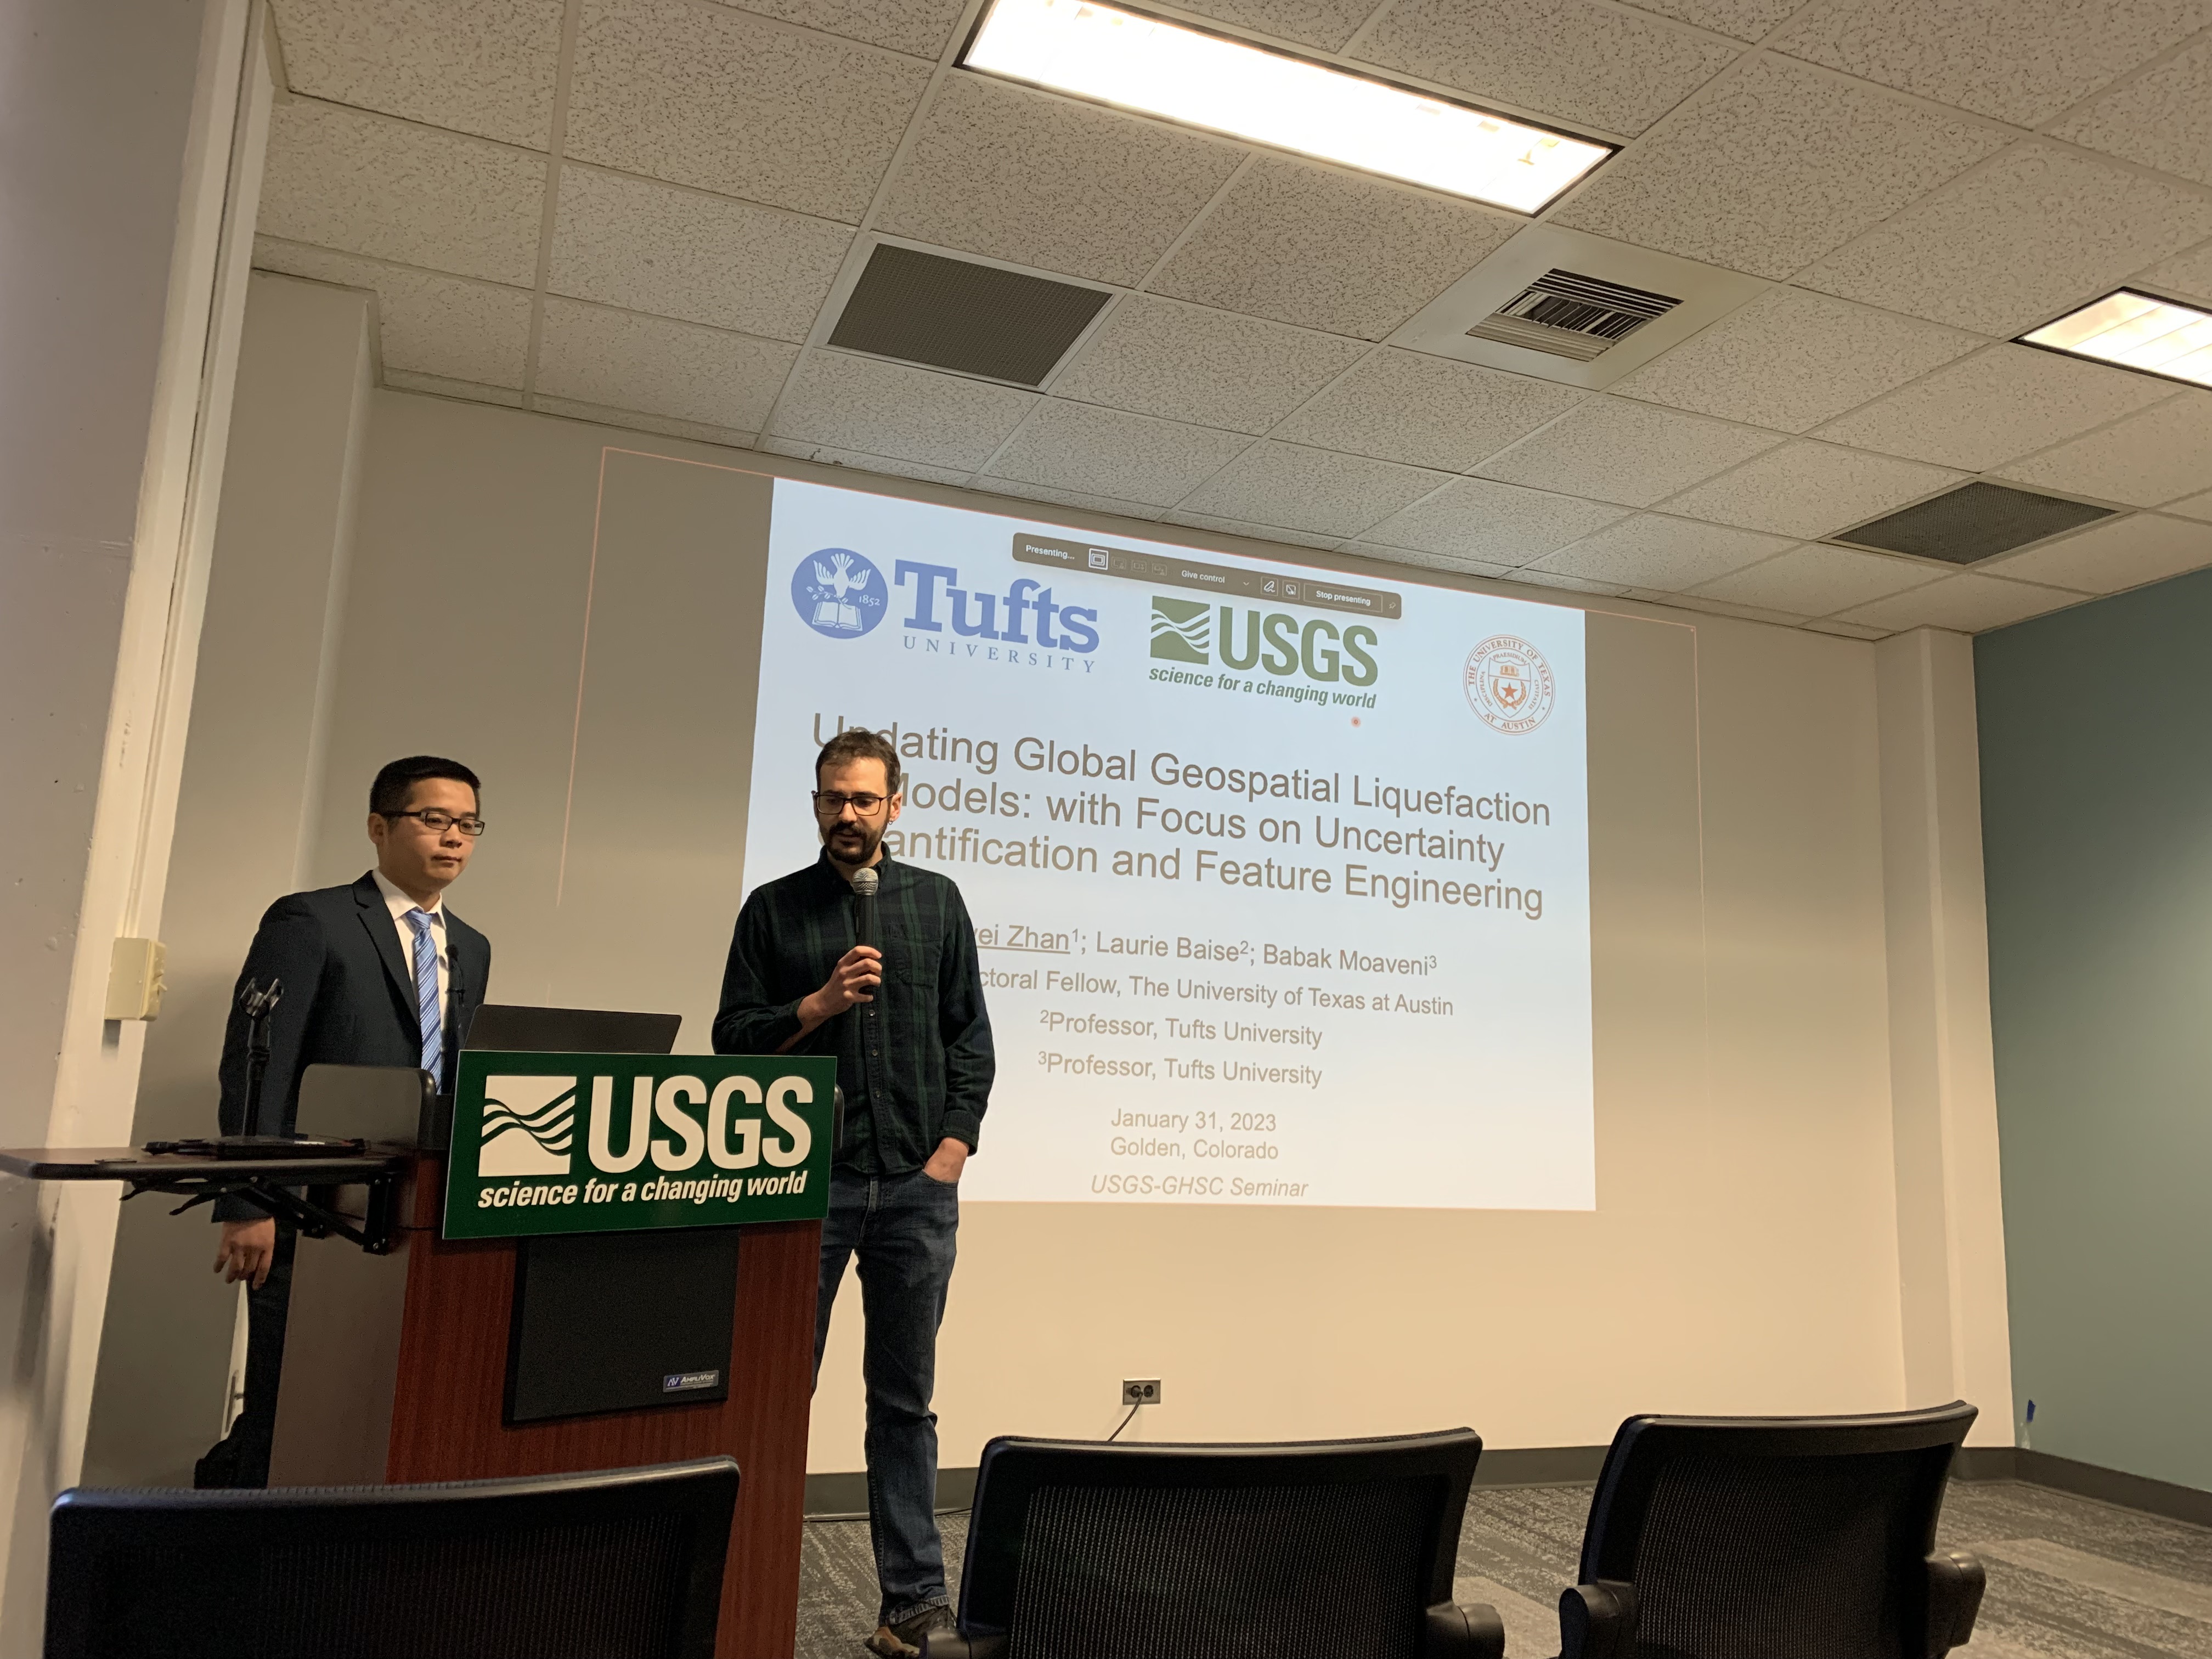 Presenting...
Give control
Stop presenting
1852
Tufts
UNIVERSITY
USGS
science for a changing world
THE UNIVERSITY OF TEXAS
AT AUSTIN
Updating Global Geospatial Liquefaction
Models: with Focus on Uncertainty
antification and Feature Engineering
ei Zhan¹; Laurie Baise²; Babak Moaveni³
ctoral Fellow, The University of Texas at Austin
²Professor, Tufts University
³Professor, Tufts University
January 31, 2023
Golden, Colorado
USGS-GHSC Seminar
USGS
science for a changing world
AMPLIVOX